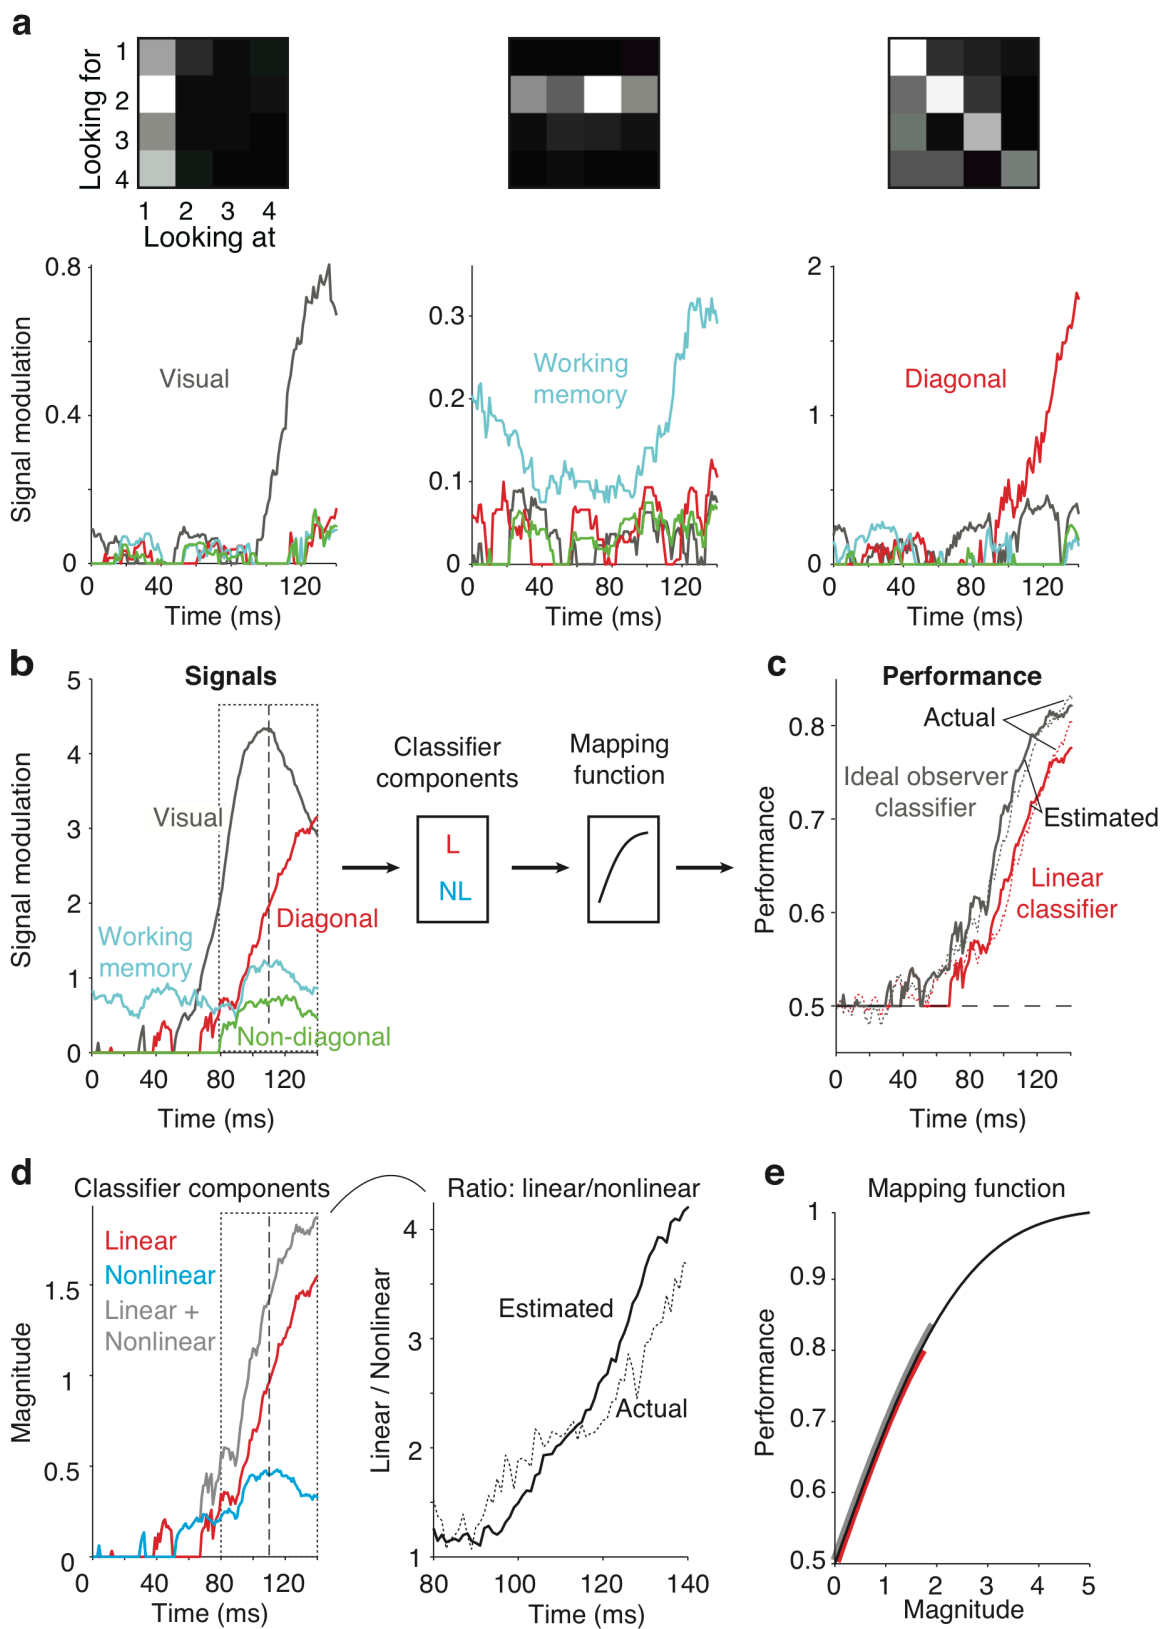 a
Looking for
1
2
3
4
1 2 3 4
Looking at
Signal modulation
0.8
0.4
0
Visual
0 40 80 120
Time (ms)
0.3
0.2
0.1
0
Working
memory
0 40 80 120
Time (ms)
2
1
0
Diagonal
0 40 80 120
Time (ms)
b
Signals
Signal modulation
5
4
3
2
1
0
Visual
Diagonal
Working
memory
Non-diagonal
0 40 80 120
Time (ms)
Classifier
components
L
NL
Mapping
function
c
Performance
Performance
0.8
0.7
0.6
0.5
Actual
Ideal observer
classifier
Estimated
Linear
classifier
0 40 80 120
Time (ms)
d
Classifier components
Magnitude
1.5
1
0.5
0
Linear
Nonlinear
Linear +
Nonlinear
0 40 80 120
Time (ms)
Ratio: linear/nonlinear
Linear / Nonlinear
4
3
2
1
Estimated
Actual
80 100 120 140
Time (ms)
e
Mapping function
Performance
1
0.9
0.8
0.7
0.6
0.5
0 1 2 3 4 5
Magnitude